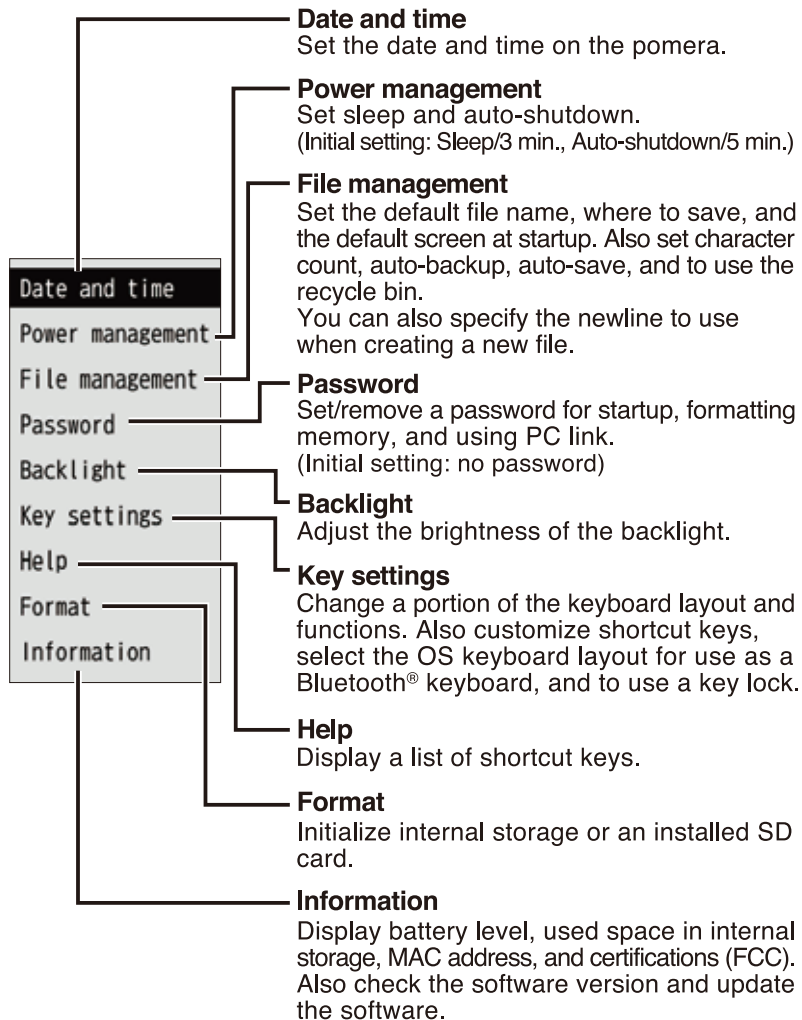 Date and time
Power management
File management
Password
Backlight
Key settings
Help
Format
Information
Date and time
Set the date and time on the pomera.
Power management
Set sleep and auto-shutdown.
(Initial setting: Sleep/3 min., Auto-shutdown/5 min.)
File management
Set the default file name, where to save, and
the default screen at startup. Also set character
count, auto-backup, auto-save, and to use the
recycle bin.
You can also specify the newline to use
when creating a new file.
Password
Set/remove a password for startup, formatting
memory, and using PC link.
(Initial setting: no password)
Backlight
Adjust the brightness of the backlight.
Key settings
Change a portion of the keyboard layout and
functions. Also customize shortcut keys,
select the OS keyboard layout for use as a
Bluetooth® keyboard, and to use a key lock.
Help
Display a list of shortcut keys.
Format
Initialize internal storage or an installed SD
card.
Information
Display battery level, used space in internal
storage, MAC address, and certifications (FCC).
Also check the software version and update
the software.